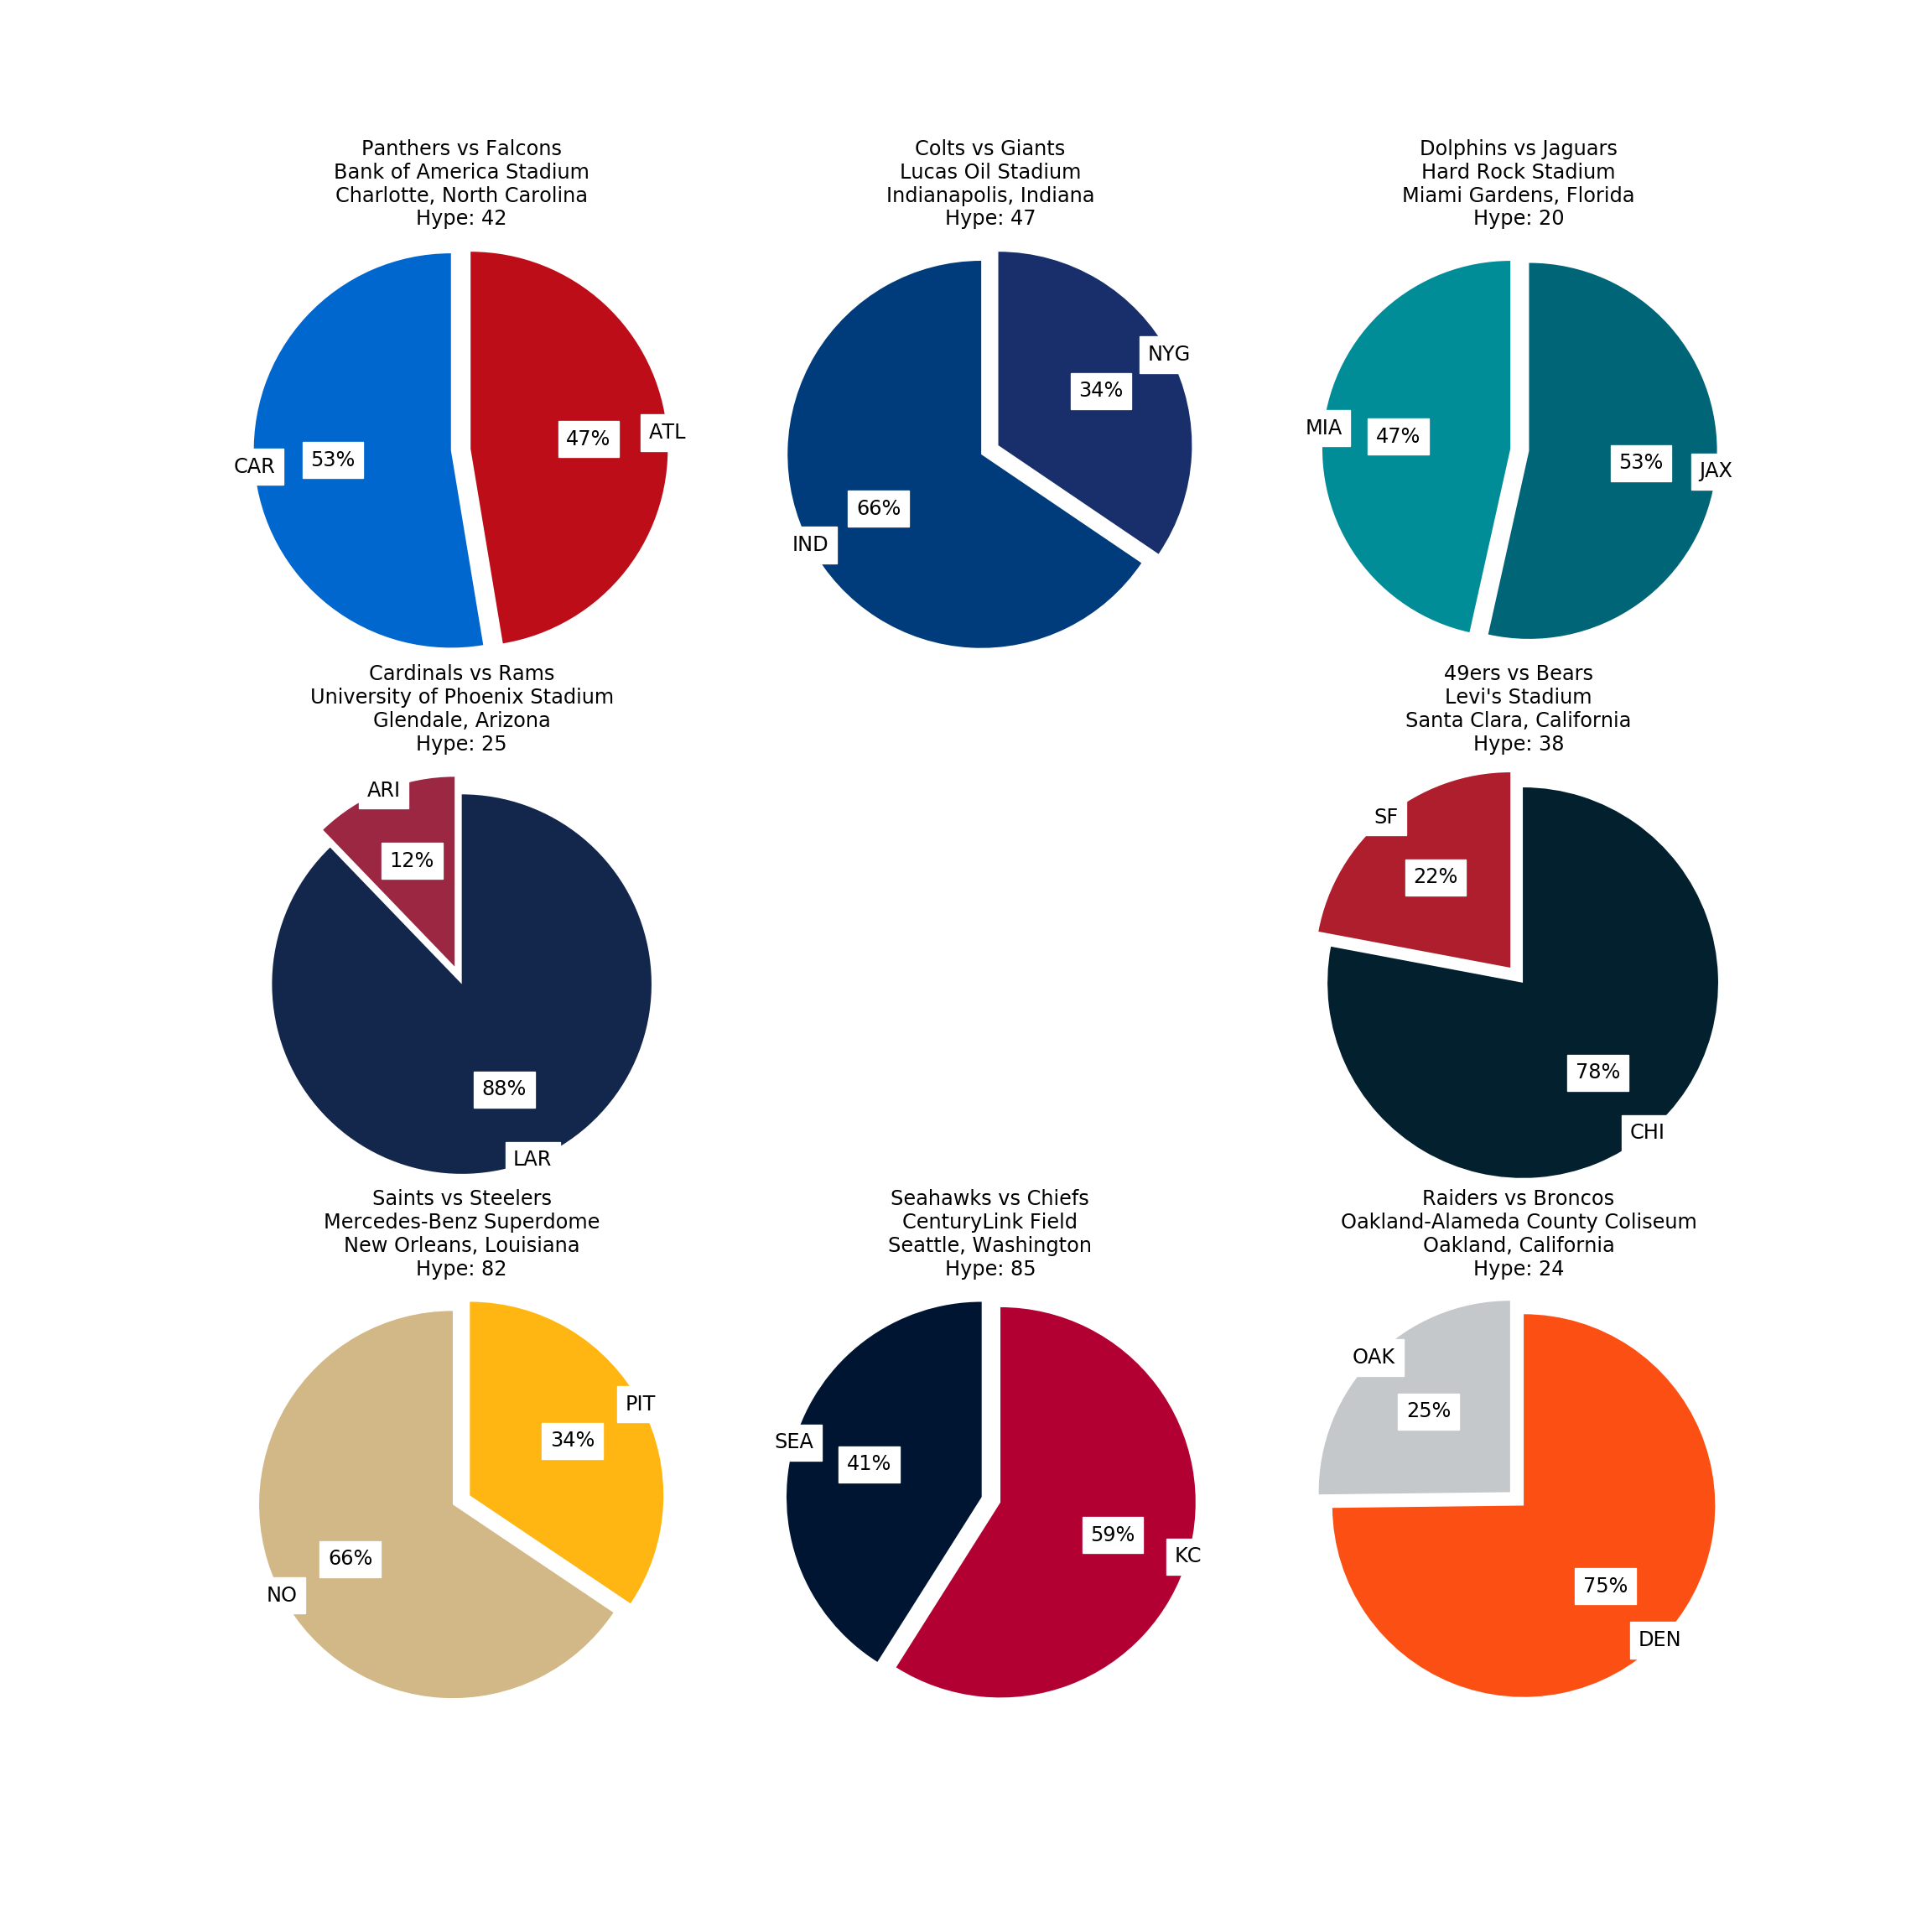 Panthers vs Falcons
Bank of America Stadium
Charlotte, North Carolina
Hype: 42
CAR
53%
47%
ATL
Colts vs Giants
Lucas Oil Stadium
Indianapolis, Indiana
Hype: 47
NYG
34%
66%
IND
Dolphins vs Jaguars
Hard Rock Stadium
Miami Gardens, Florida
Hype: 20
MIA
47%
53%
JAX
Cardinals vs Rams
University of Phoenix Stadium
Glendale, Arizona
Hype: 25
ARI
12%
88%
LAR
49ers vs Bears
Levi's Stadium
Santa Clara, California
Hype: 38
SF
22%
78%
CHI
Saints vs Steelers
Mercedes-Benz Superdome
New Orleans, Louisiana
Hype: 82
PIT
34%
66%
NO
Seahawks vs Chiefs
CenturyLink Field
Seattle, Washington
Hype: 85
SEA
41%
59%
KC
Raiders vs Broncos
Oakland-Alameda County Coliseum
Oakland, California
Hype: 24
OAK
25%
75%
DEN